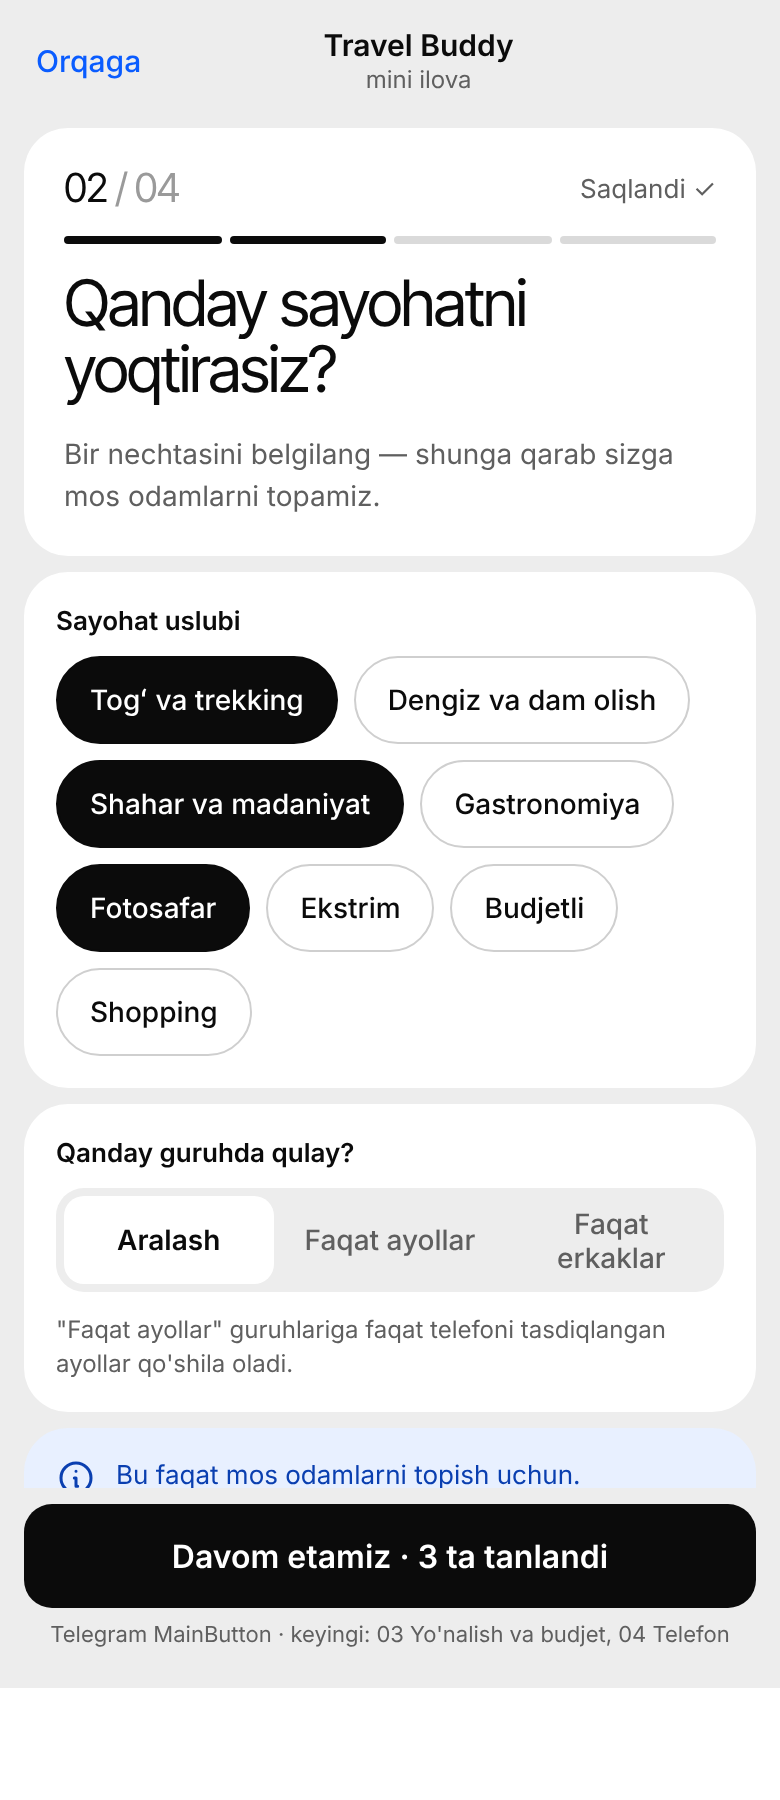 Orqaga
Travel Buddy
mini ilova
02 / 04
Saqlandi ✓
Qanday sayohatni
yoqtirasiz?
Bir nechtasini belgilang — shunga qarab sizga
mos odamlarni topamiz.
Sayohat uslubi
Togʻ va trekking
Dengiz va dam olish
Shahar va madaniyat
Gastronomiya
Fotosafar
Ekstrim
Budjetli
Shopping
Qanday guruhda qulay?
Aralash
Faqat ayollar
Faqat
erkaklar
"Faqat ayollar" guruhlariga faqat telefoni tasdiqlangan
ayollar qo'shila oladi.
Bu faqat mos odamlarni topish uchun.
Davom etamiz · 3 ta tanlandi
Telegram MainButton · keyingi: 03 Yo'nalish va budjet, 04 Telefon